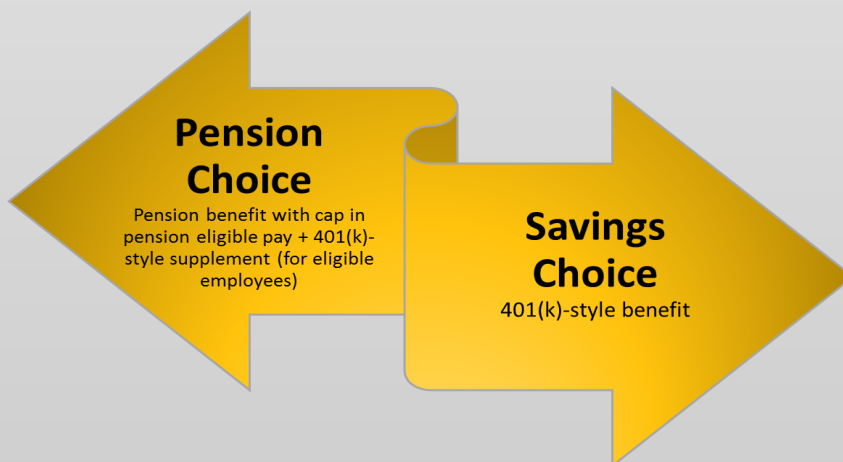 Pension
Choice
Pension benefit with cap in
pension eligible pay + 401(k)-
style supplement (for eligible
employees)
Savings
Choice
401(k)-style benefit